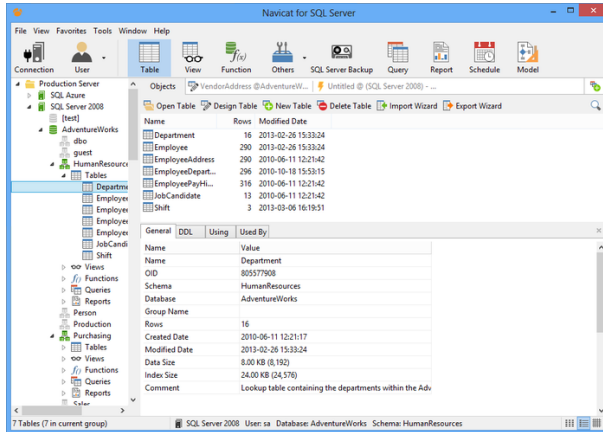 Navicat for SQL Server
File View Favorites Tools Window Help
Connection User Table View Function Others SQL Server Backup Query Report Schedule Model
Objects VendorAddress @AdventureW... Untitled @ (SQL Server 2008) - ...
Open Table Design Table New Table Delete Table Import Wizard Export Wizard
Production Server
SQL Azure
SQL Server 2008
[test]
AdventureWorks
dbo
guest
HumanResource
Tables
Departm
Employe
Employe
Employe
Employe
JobCandi
Shift
Views
Functions
Queries
Reports
Person
Production
Purchasing
Tables
Views
Functions
Queries
Reports
Sales
Name Rows Modified Date
Department 16 2013-02-26 15:33:24
Employee 290 2013-02-26 15:33:24
EmployeeAddress 290 2010-06-11 12:21:42
EmployeeDepart... 296 2010-10-18 15:53:15
EmployeePayHi... 316 2010-06-11 12:21:42
JobCandidate 13 2010-06-11 12:21:42
Shift 3 2013-03-06 16:19:51
General DDL Using Used By
Name Value
Name Department
OID 805577908
Schema HumanResources
Database AdventureWorks
Group Name
Rows 16
Created Date 2010-06-11 12:21:17
Modified Date 2013-02-26 15:33:24
Data Size 8.00 KB (8,192)
Index Size 24.00 KB (24,576)
Comment Lookup table containing the departments within the Adv
7 Tables (7 in current group) SQL Server 2008 User: sa Database: AdventureWorks Schema: HumanResources